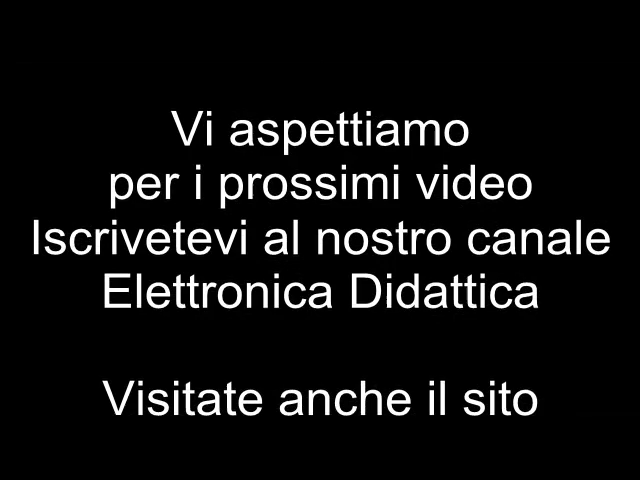 Vi aspettiamo
per i prossimi video
Iscrivetevi al nostro canale
Elettronica Didattica
Visitate anche il sito